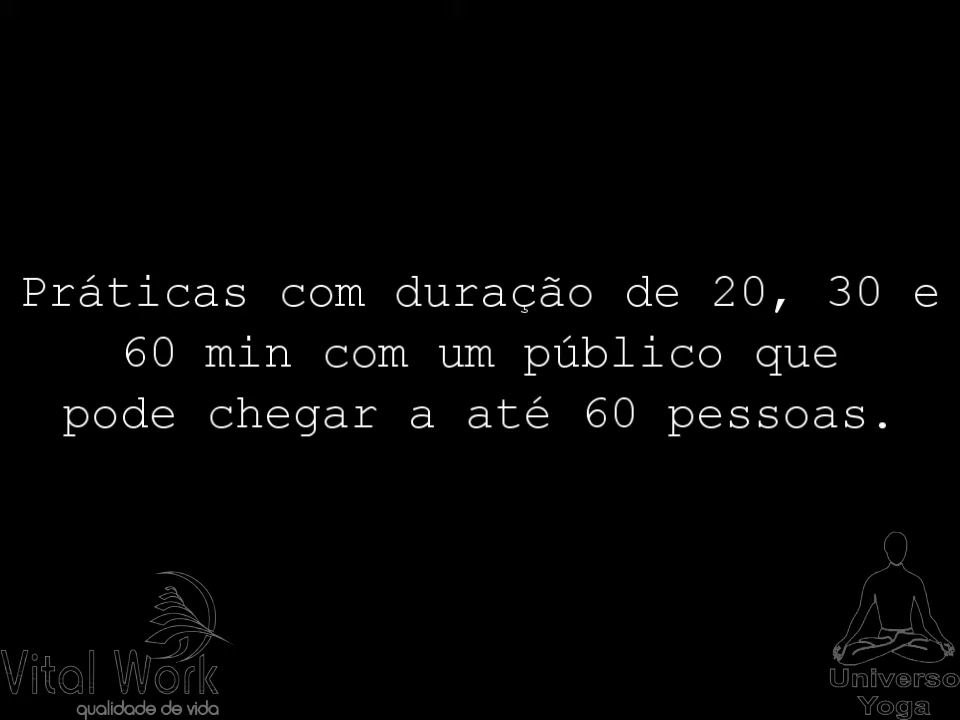 Práticas com duração de 20, 30 e
60 min com um público que
pode chegar a até 60 pessoas.
Vital Work
qualidade de vida
Universo
Yoga